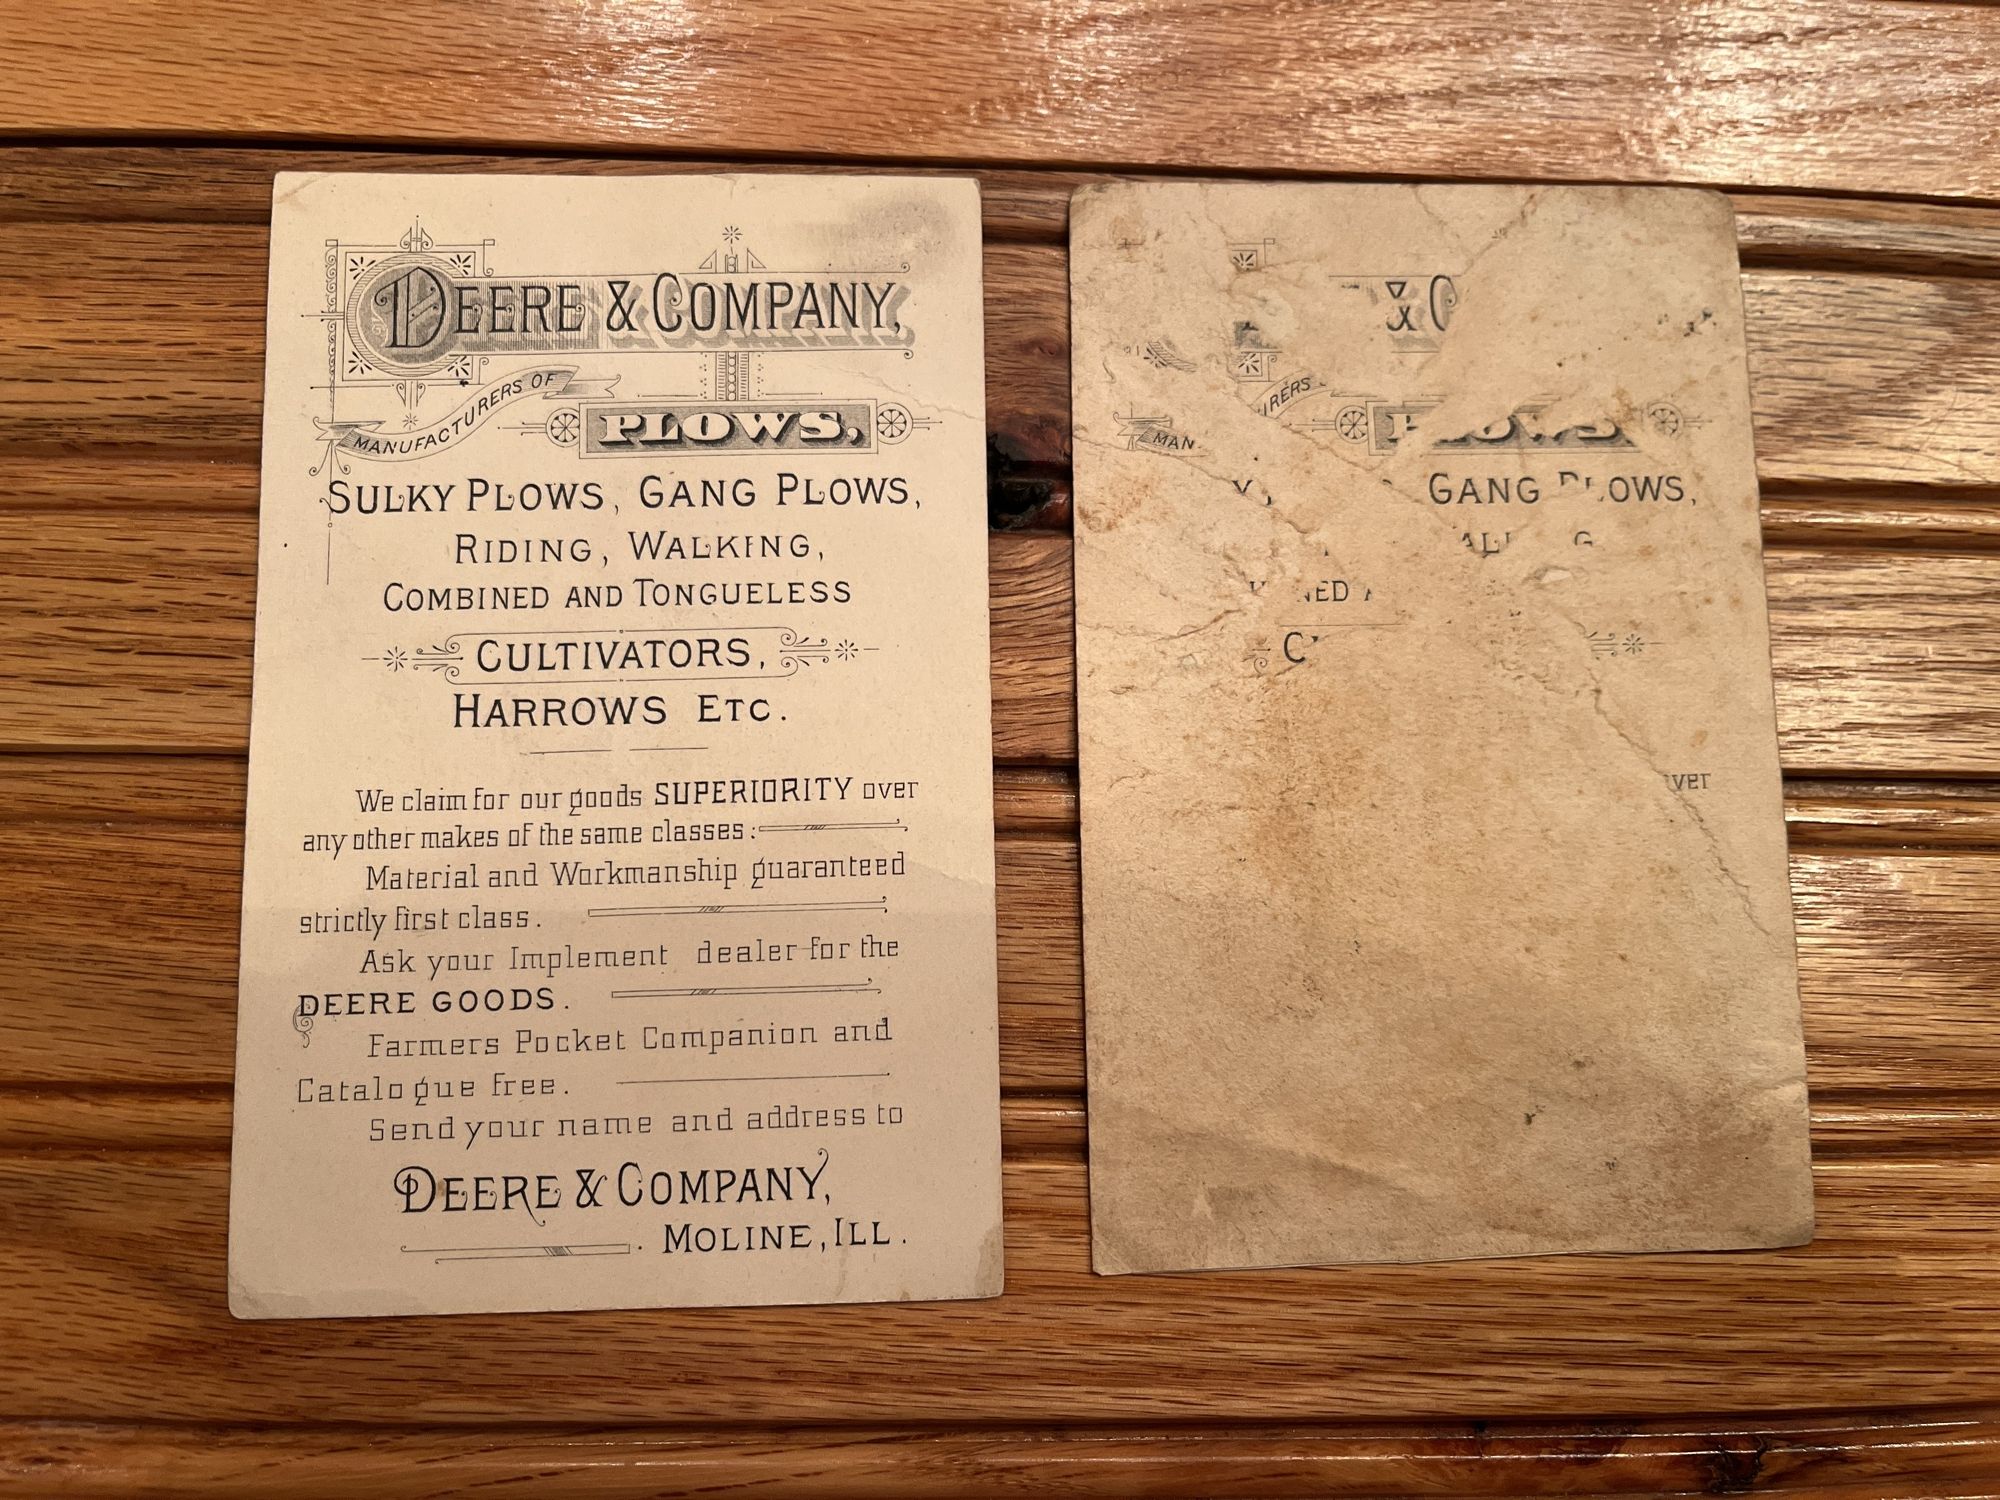 DEERE & COMPANY,
MANUFACTURERS OF
PLOWS,
SULKY PLOWS, GANG PLOWS,
RIDING, WALKING,
COMBINED AND TONGUELESS
CULTIVATORS,
HARROWS ETC.
We claim for our goods SUPERIORITY over
any other makes of the same classes:
Material and Workmanship guaranteed
strictly first class.
Ask your Implement dealer for the
DEERE GOODS.
Farmers Pocket Companion and
Catalogue free.
Send your name and address to
DEERE & COMPANY,
MOLINE, ILL.
& C
MAN
PLOWS,
GANG PLOWS,